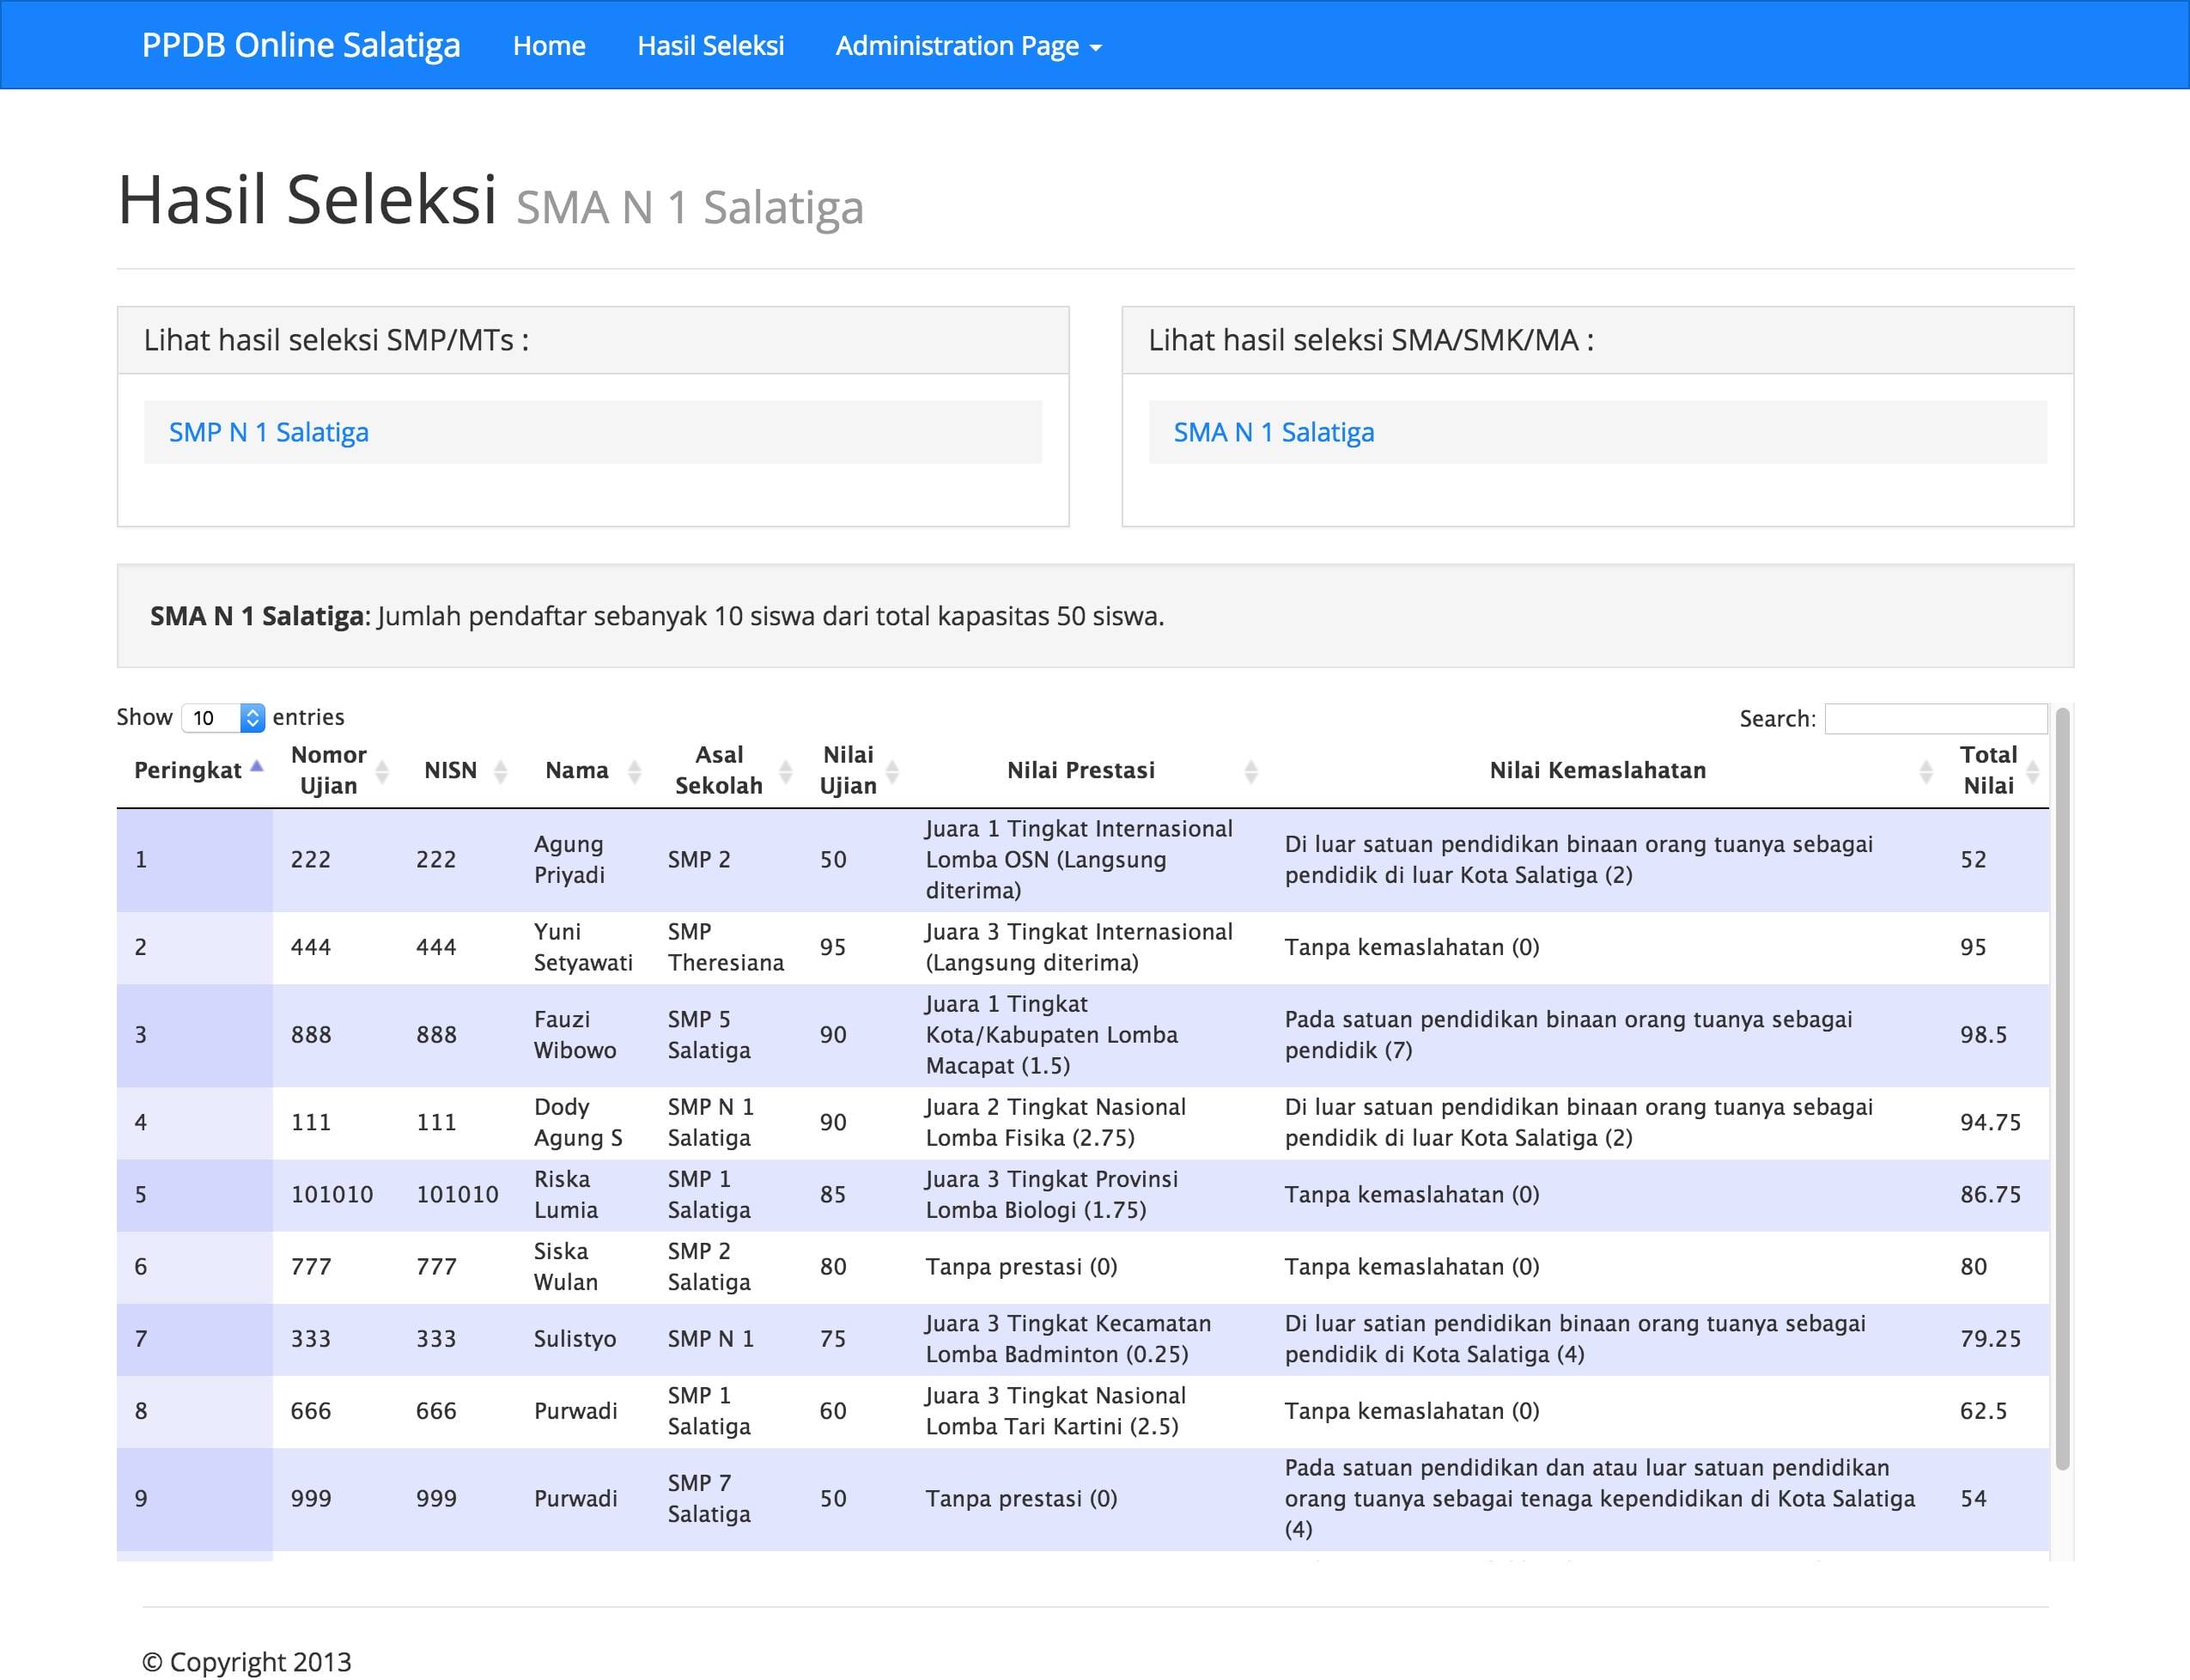 PPDB Online Salatiga Home Hasil Seleksi Administration Page
Hasil Seleksi SMA N 1 Salatiga
Lihat hasil seleksi SMP/MTs :
SMP N 1 Salatiga
Lihat hasil seleksi SMA/SMK/MA :
SMA N 1 Salatiga
SMA N 1 Salatiga: Jumlah pendaftar sebanyak 10 siswa dari total kapasitas 50 siswa.
Show 10 entries
Search:
Peringkat
Nomor
Ujian
NISN
Nama
Asal
Sekolah
Nilai
Ujian
Nilai Prestasi
Nilai Kemaslahatan
Total
Nilai
1
222
222
Agung
Priyadi
SMP 2
50
Juara 1 Tingkat Internasional
Lomba OSN (Langsung
diterima)
Di luar satuan pendidikan binaan orang tuanya sebagai
pendidik di luar Kota Salatiga (2)
52
2
444
444
Yuni
Setyawati
SMP
Theresiana
95
Juara 3 Tingkat Internasional
(Langsung diterima)
Tanpa kemaslahatan (0)
95
3
888
888
Fauzi
Wibowo
SMP 5
Salatiga
90
Juara 1 Tingkat
Kota/Kabupaten Lomba
Macapat (1.5)
Pada satuan pendidikan binaan orang tuanya sebagai
pendidik (7)
98.5
4
111
111
Dody
Agung S
SMP N 1
Salatiga
90
Juara 2 Tingkat Nasional
Lomba Fisika (2.75)
Di luar satuan pendidikan binaan orang tuanya sebagai
pendidik di luar Kota Salatiga (2)
94.75
5
101010
101010
Riska
Lumia
SMP 1
Salatiga
85
Juara 3 Tingkat Provinsi
Lomba Biologi (1.75)
Tanpa kemaslahatan (0)
86.75
6
777
777
Siska
Wulan
SMP 2
Salatiga
80
Tanpa prestasi (0)
Tanpa kemaslahatan (0)
80
7
333
333
Sulistyo
SMP N 1
75
Juara 3 Tingkat Kecamatan
Lomba Badminton (0.25)
Di luar satian pendidikan binaan orang tuanya sebagai
pendidik di Kota Salatiga (4)
79.25
8
666
666
Purwadi
SMP 1
Salatiga
60
Juara 3 Tingkat Nasional
Lomba Tari Kartini (2.5)
Tanpa kemaslahatan (0)
62.5
9
999
999
Purwadi
SMP 7
Salatiga
50
Tanpa prestasi (0)
Pada satuan pendidikan dan atau luar satuan pendidikan
orang tuanya sebagai tenaga kependidikan di Kota Salatiga
(4)
54
© Copyright 2013